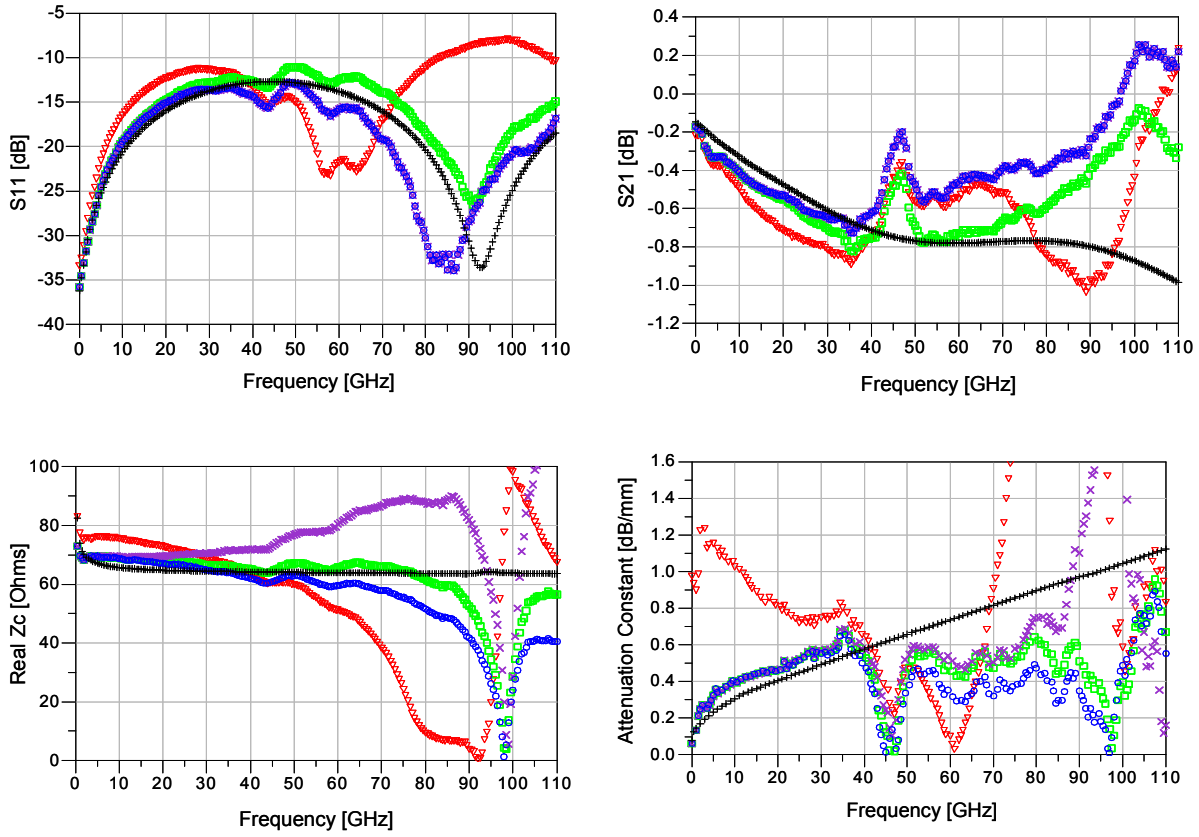 -5
-10
-15
-20
-25
-30
-35
-40
S11 [dB]
0 10 20 30 40 50 60 70 80 90 100 110
Frequency [GHz]
0.4
0.2
0.0
-0.2
-0.4
-0.6
-0.8
-1.0
-1.2
S21 [dB]
0 10 20 30 40 50 60 70 80 90 100 110
Frequency [GHz]
100
80
60
40
20
0
Real Zc [Ohms]
0 10 20 30 40 50 60 70 80 90 100 110
Frequency [GHz]
1.6
1.4
1.2
1.0
0.8
0.6
0.4
0.2
0.0
Attenuation Constant [dB/mm]
0 10 20 30 40 50 60 70 80 90 100 110
Frequency [GHz]